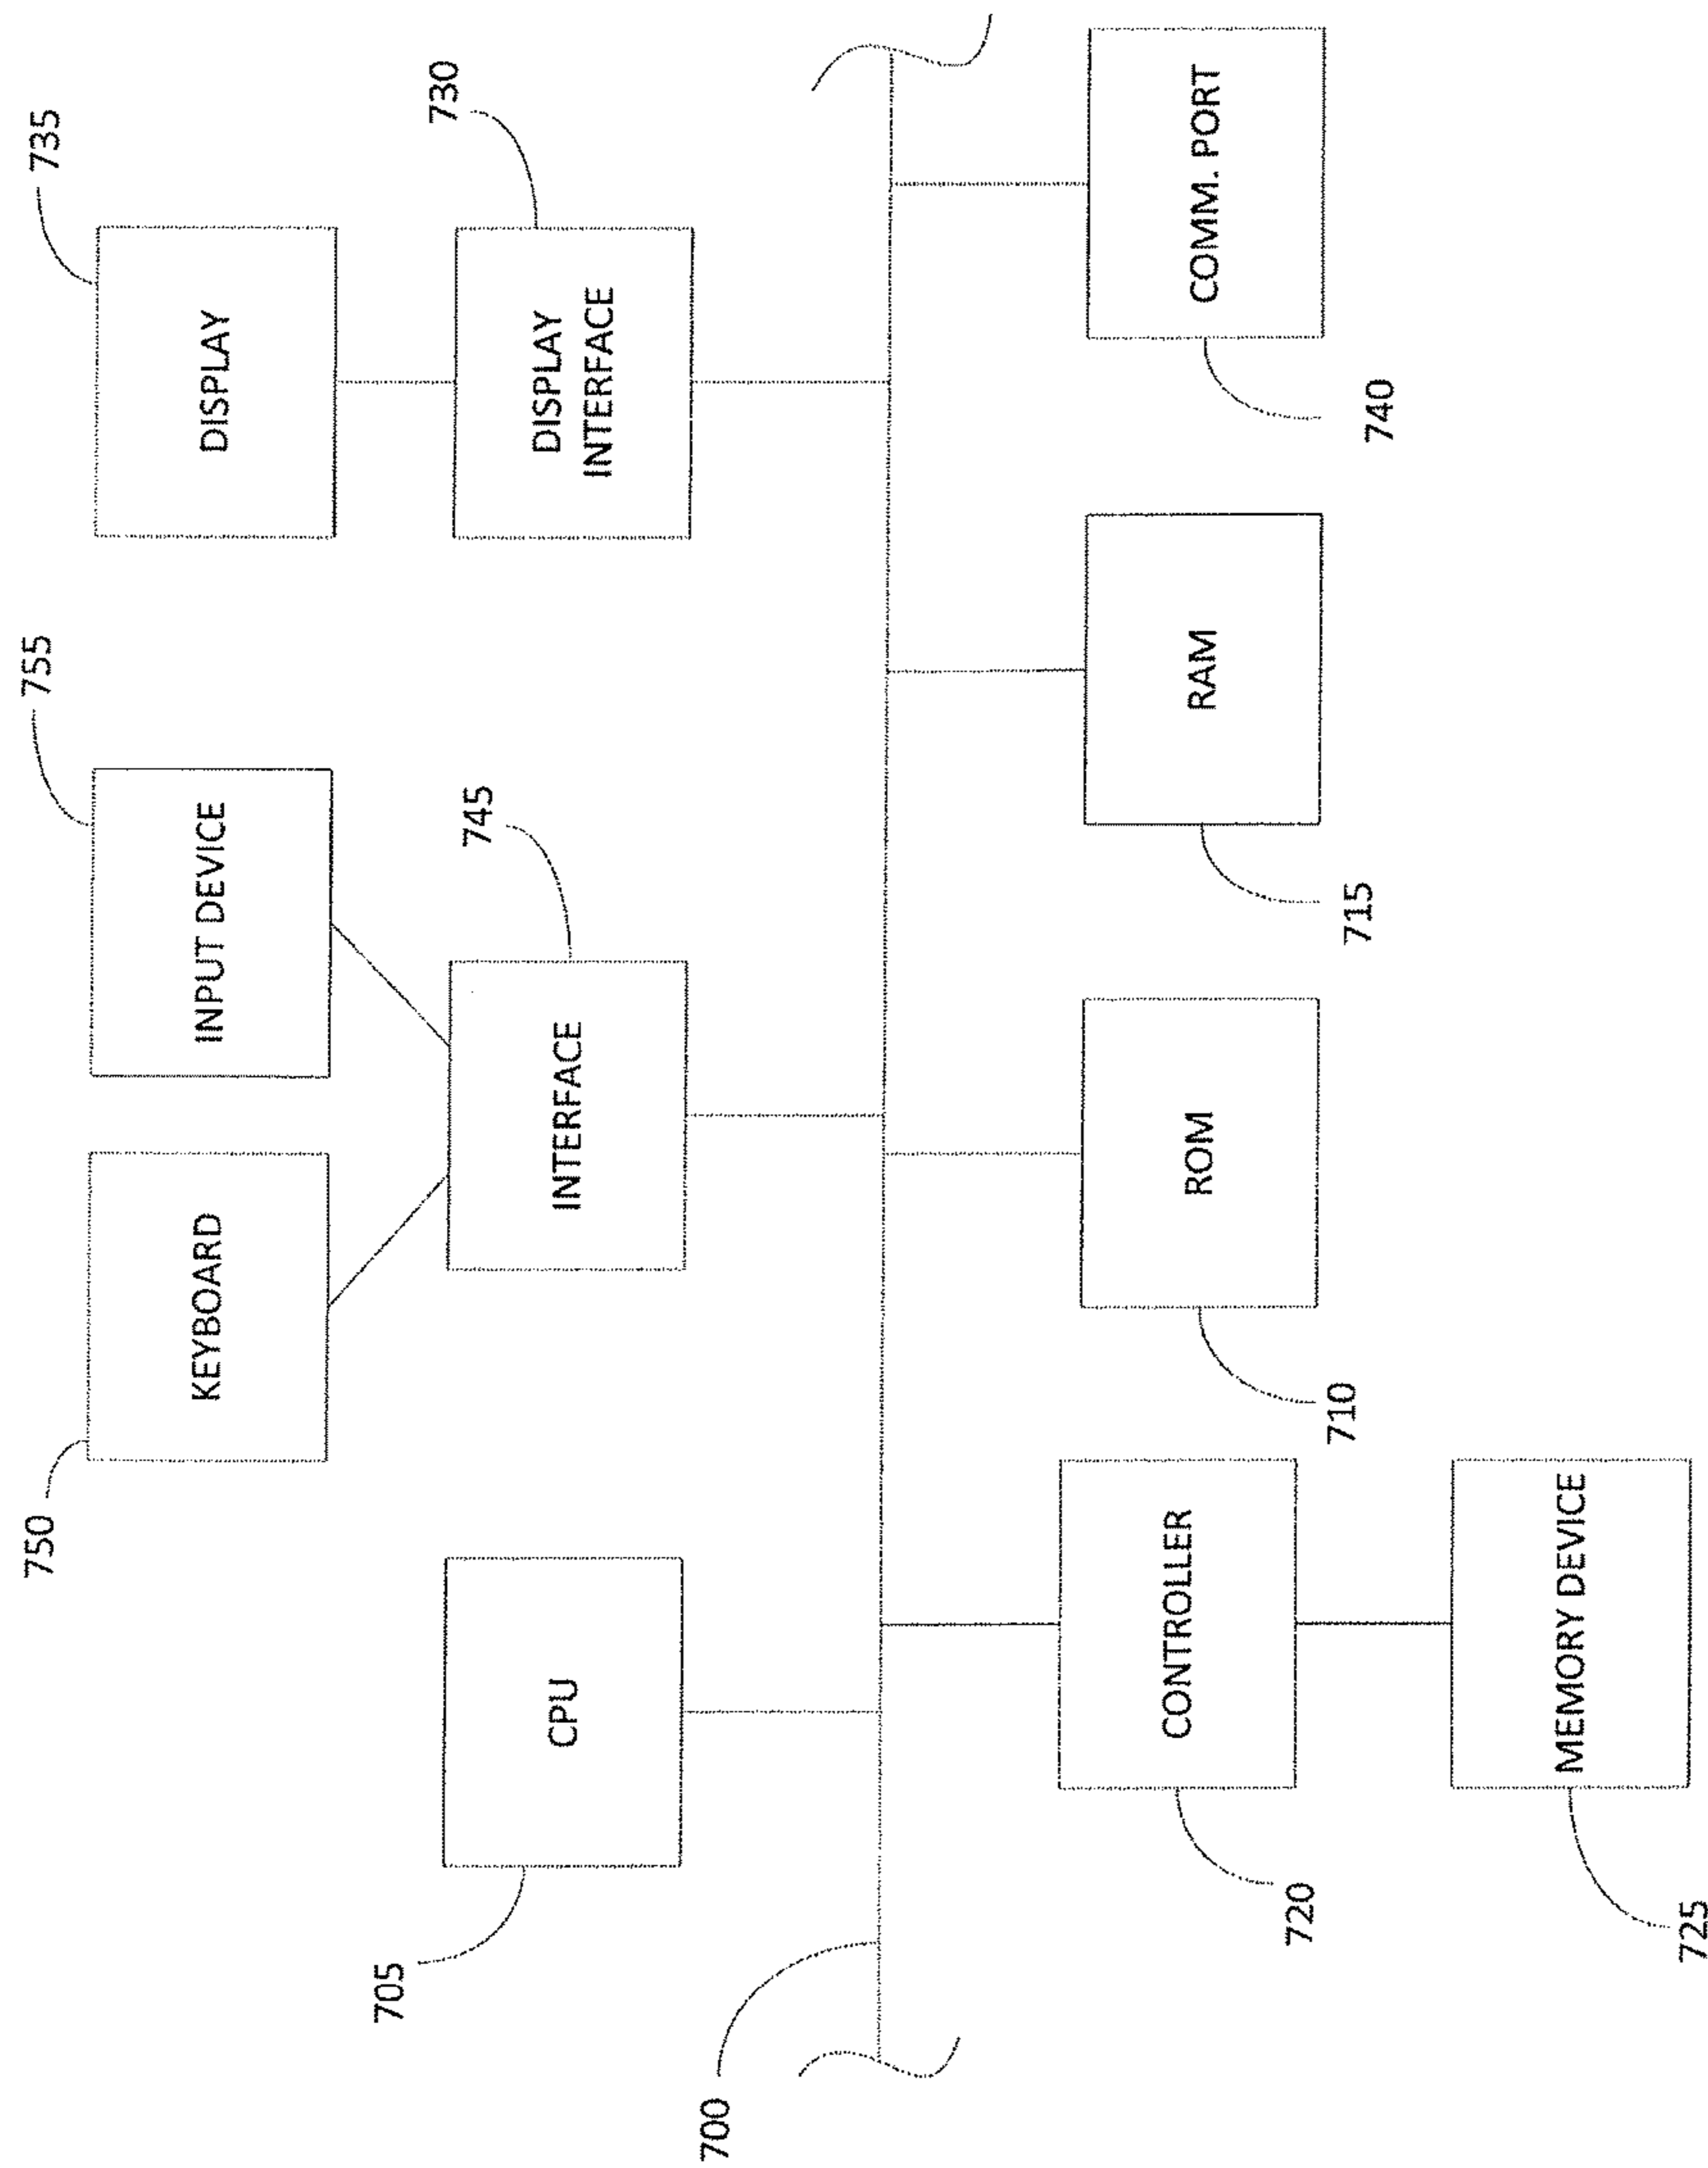 750
KEYBOARD
755
INPUT DEVICE
735
DISPLAY
705
CPU
745
INTERFACE
730
DISPLAY
INTERFACE
700
720
CONTROLLER
710
ROM
715
RAM
740
COMM. PORT
725
MEMORY DEVICE